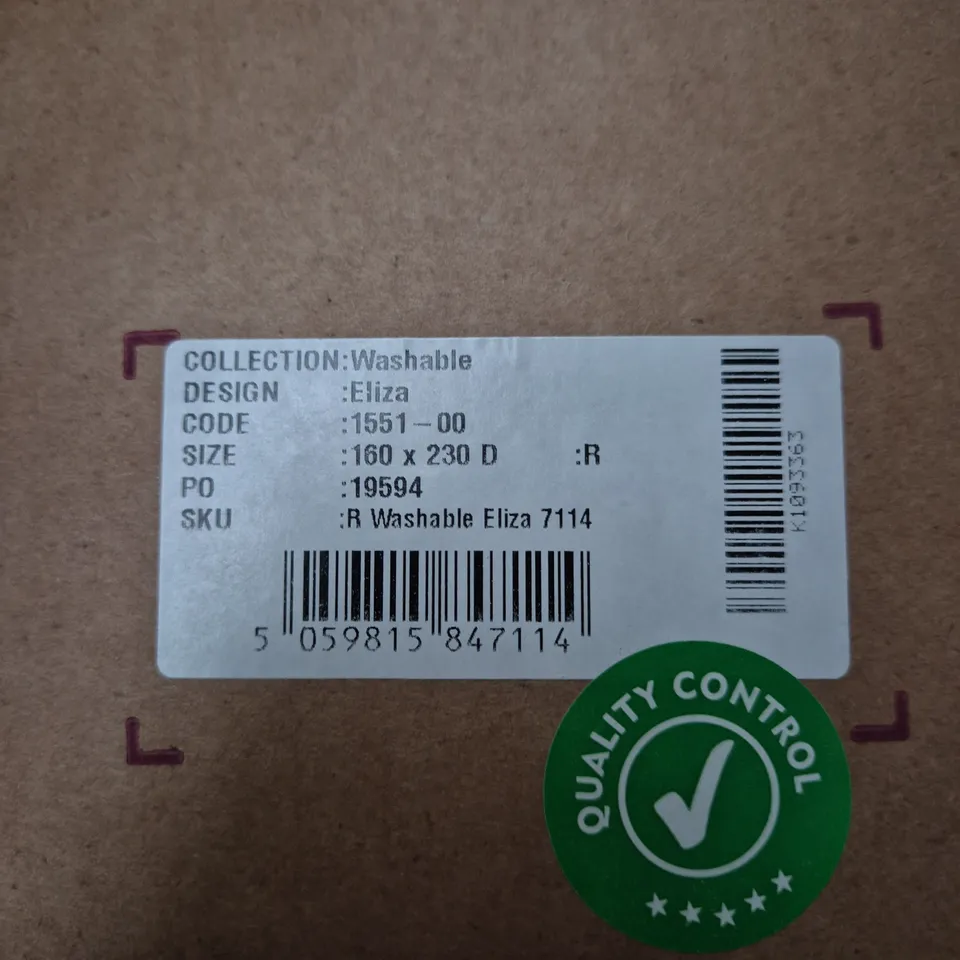 COLLECTION:Washable
DESIGN :Eliza
CODE :1551-00
SIZE :160 x 230 D :R
PO :19594
SKU :R Washable Eliza 7114
5 059815 847114
K1093363
QUALITY CONTROL